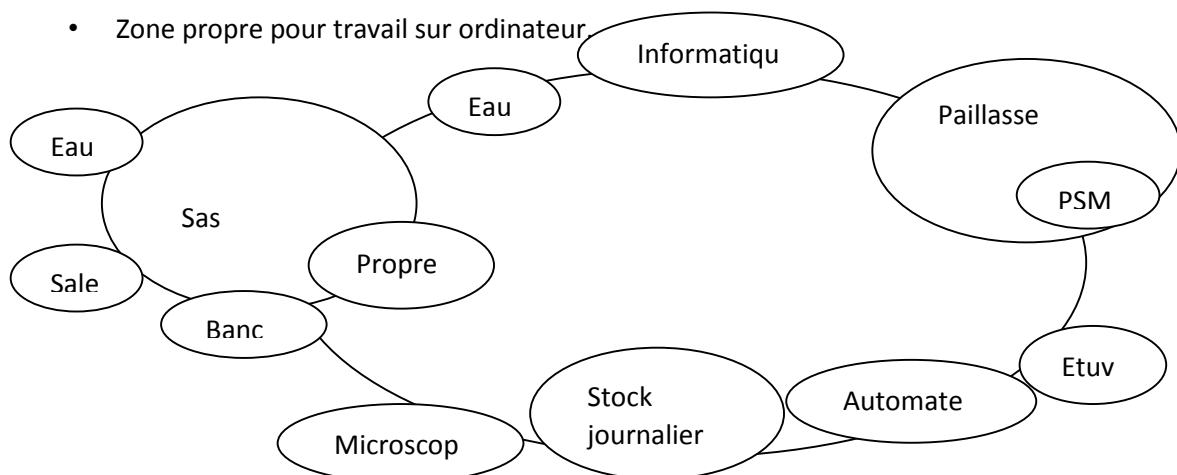 • Zone propre pour travail sur ordinateur.
Informatiqu
Eau
Paillasse
Eau
PSM
Sas
Propre
Sale
Banc
Etuv
Stock
journalier
Automate
Microscop